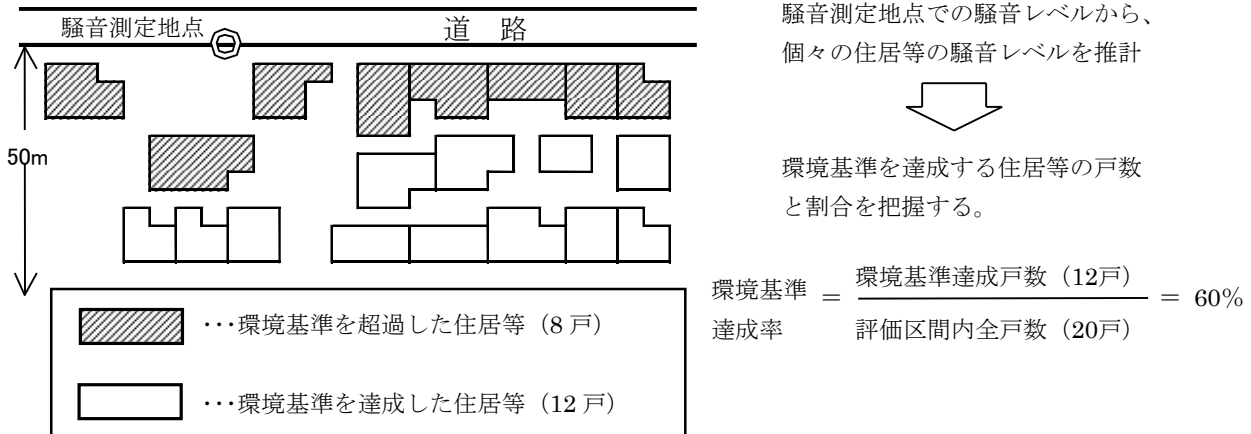 騒音測定地点
道　路
50m
･･･環境基準を超過した住居等（8 戸）
･･･環境基準を達成した住居等（12 戸）
騒音測定地点での騒音レベルから、
個々の住居等の騒音レベルを推計
環境基準を達成する住居等の戸数
と割合を把握する。
環境基準
達成率
＝
環境基準達成戸数（12戸）
評価区間内全戸数（20戸）
＝ 60%